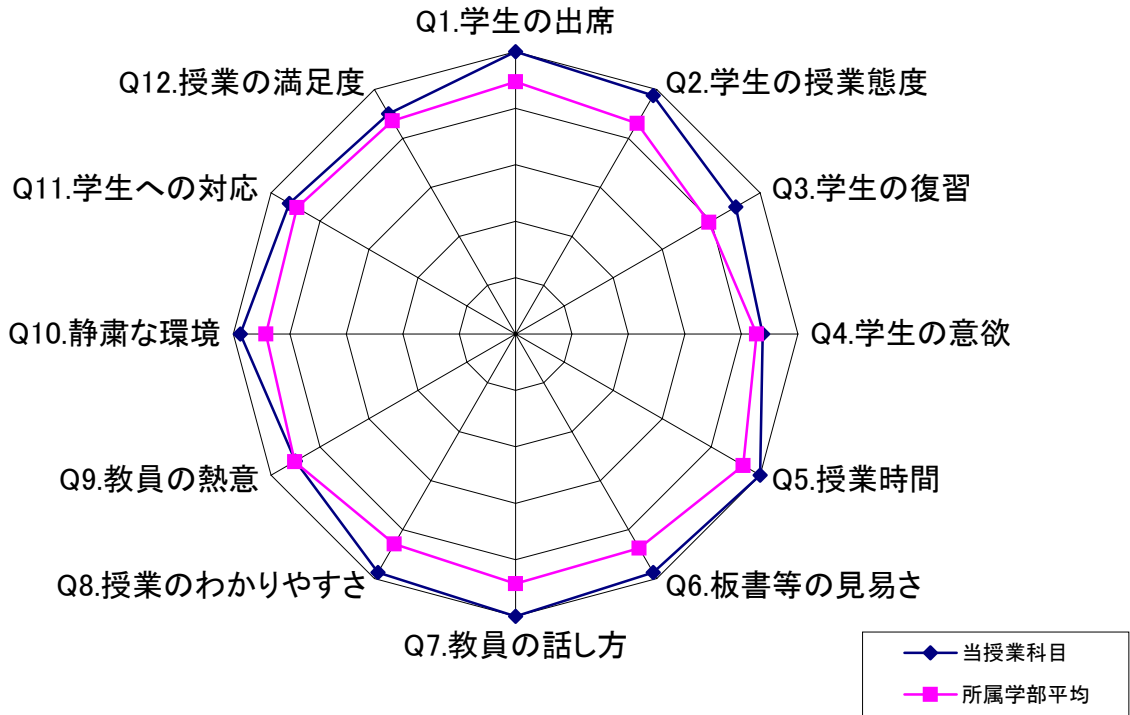 Q1.学生の出席
Q2.学生の授業態度
Q3.学生の復習
Q4.学生の意欲
Q5.授業時間
Q6.板書等の見易さ
Q7.教員の話し方
Q8.授業のわかりやすさ
Q9.教員の熱意
Q10.静粛な環境
Q11.学生への対応
Q12.授業の満足度
当授業科目
所属学部平均